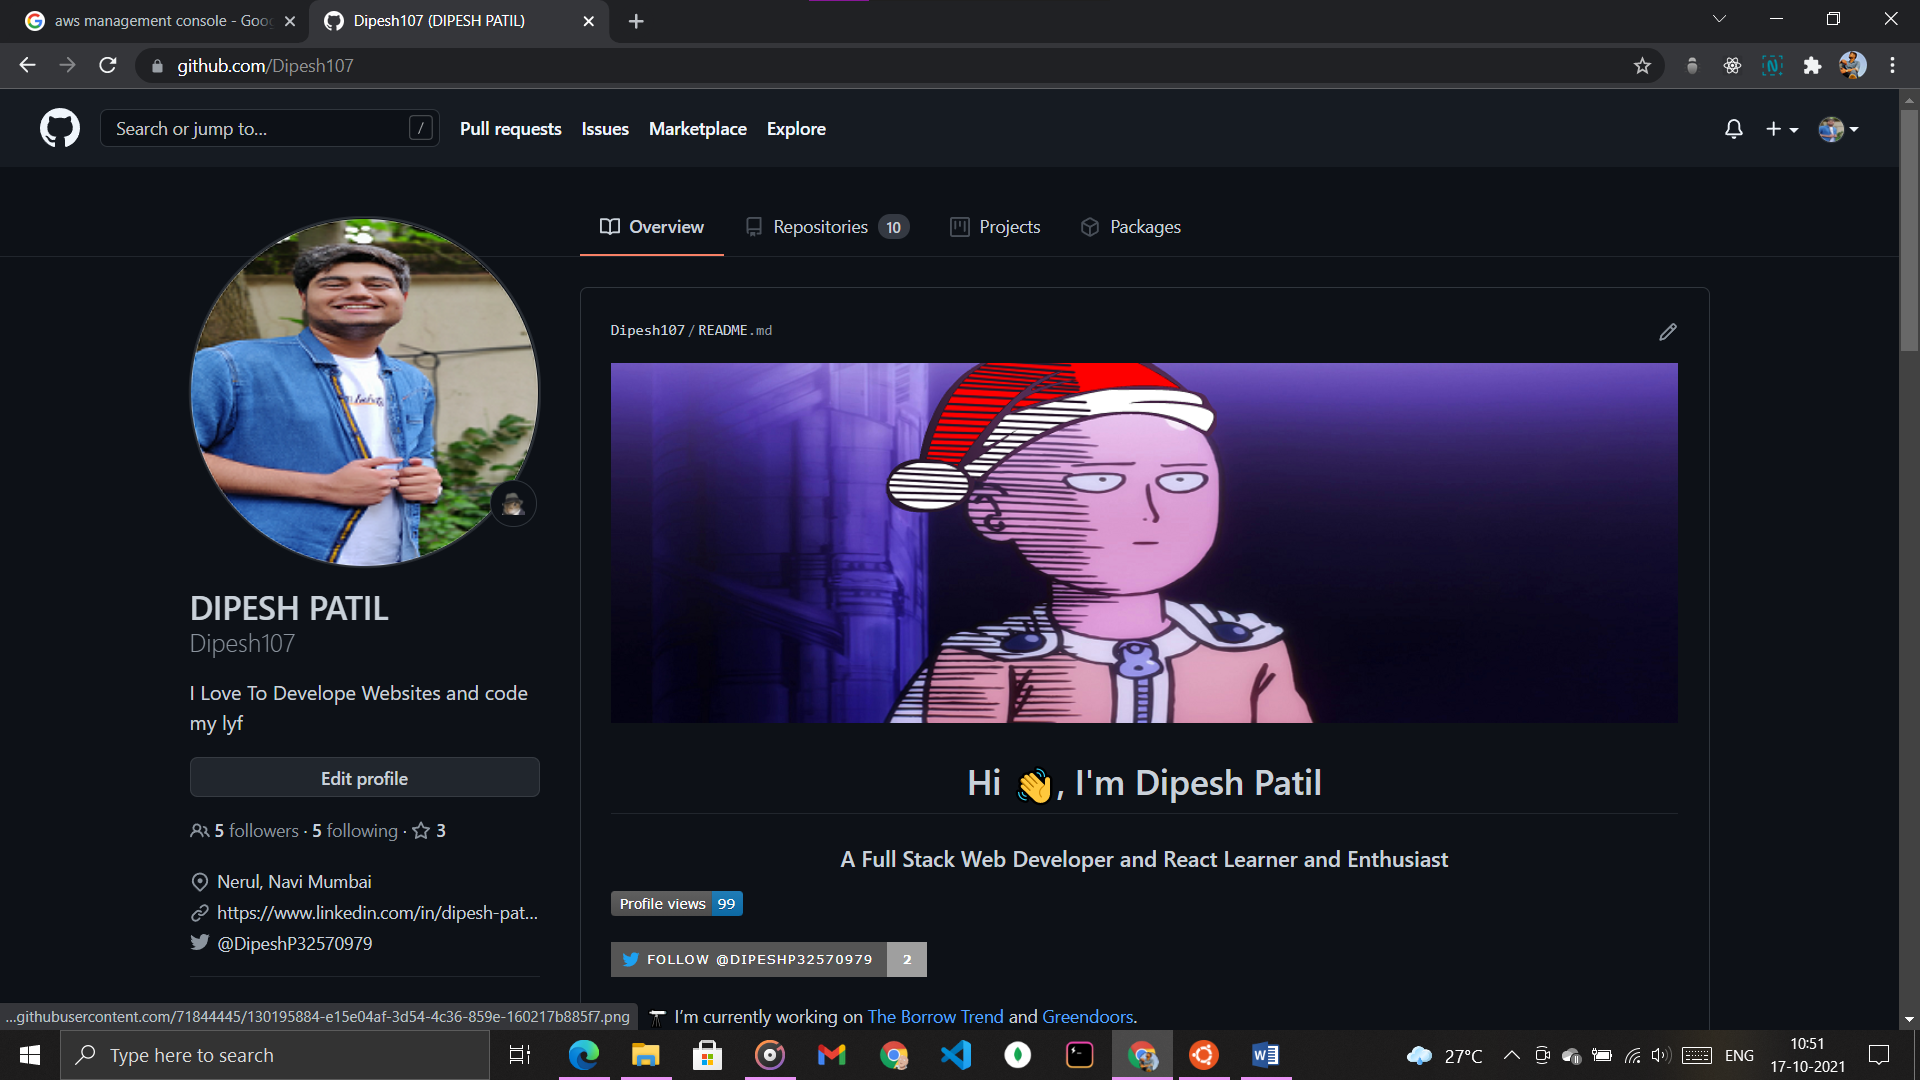 aws management console - Goo
Dipesh107 (DIPESH PATIL)
github.com/Dipesh107
Search or jump to...
/
Pull requests
Issues
Marketplace
Explore
Overview
Repositories 10
Projects
Packages
DIPESH PATIL
Dipesh107
I Love To Develope Websites and code
my lyf
Edit profile
5 followers · 5 following · 3
Nerul, Navi Mumbai
https://www.linkedin.com/in/dipesh-pat...
@DipeshP32570979
Dipesh107/README.md
Hi 👋, I'm Dipesh Patil
A Full Stack Web Developer and React Learner and Enthusiast
Profile views 99
FOLLOW @DIPESHP32570979 2
I'm currently working on The Borrow Trend and Greendoors.
...githubusercontent.com/71844445/130195884-e15e04af-3d54-4c36-859e-160217b885f7.png
Type here to search
27°C
ENG
10:51
17-10-2021